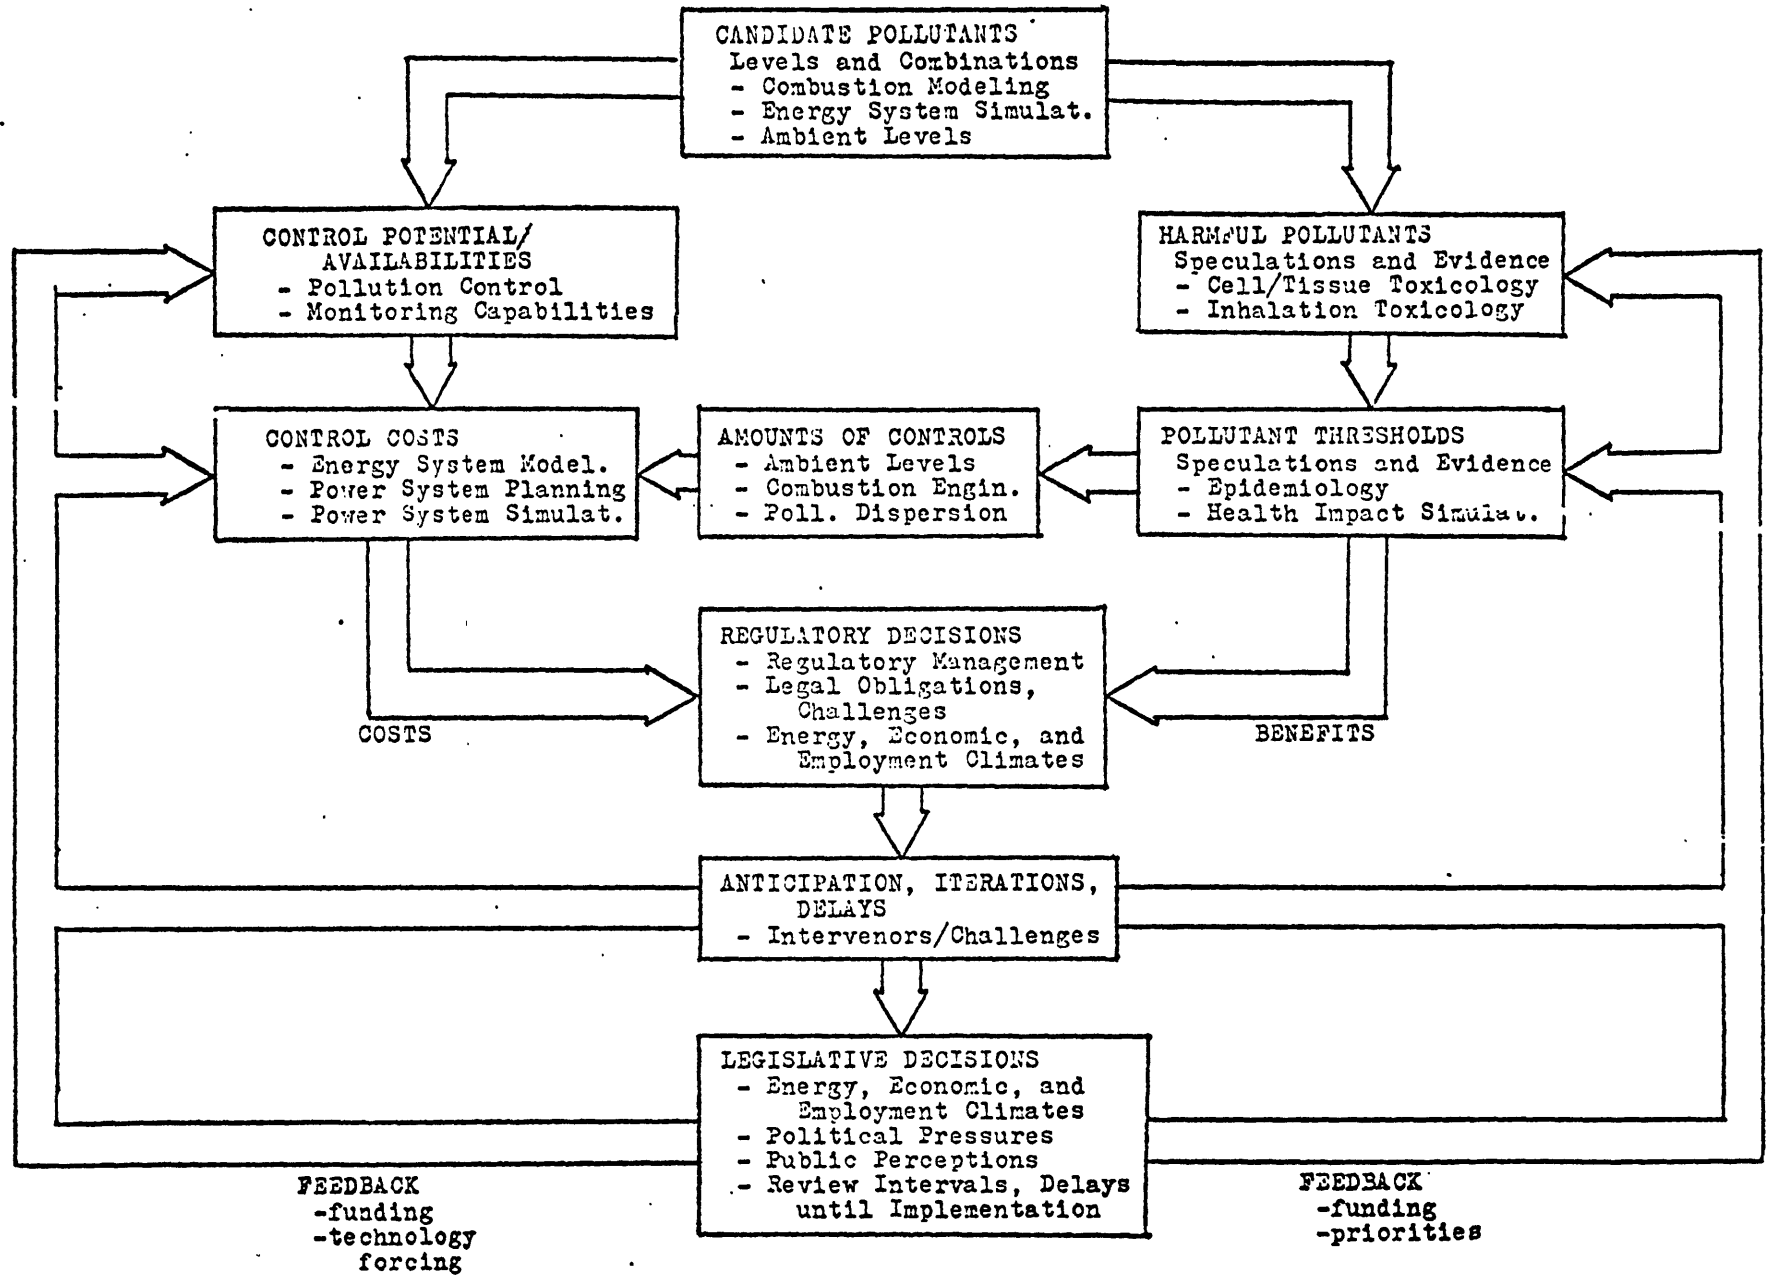 CANDIDATE POLLUTANTS
Levels and Combinations
- Combustion Modeling
- Energy System Simulat.
- Ambient Levels
CONTROL POTENTIAL/
AVAILABILITIES
- Pollution Control
- Monitoring Capabilities
HARMFUL POLLUTANTS
Speculations and Evidence
- Cell/Tissue Toxicology
- Inhalation Toxicology
CONTROL COSTS
- Energy System Model.
- Power System Planning
- Power System Simulat.
AMOUNTS OF CONTROLS
- Ambient Levels
- Combustion Engin.
- Poll. Dispersion
POLLUTANT THRESHOLDS
Speculations and Evidence
- Epidemiology
- Health Impact Simulat.
REGULATORY DECISIONS
- Regulatory Management
- Legal Obligations,
Challenges
- Energy, Economic, and
Employment Climates
COSTS
BENEFITS
ANTICIPATION, ITERATIONS,
DELAYS
- Intervenors/Challenges
LEGISLATIVE DECISIONS
- Energy, Economic, and
Employment Climates
- Political Pressures
- Public Perceptions
- Review Intervals, Delays
until Implementation
FEEDBACK
-funding
-technology
forcing
FEEDBACK
-funding
-priorities